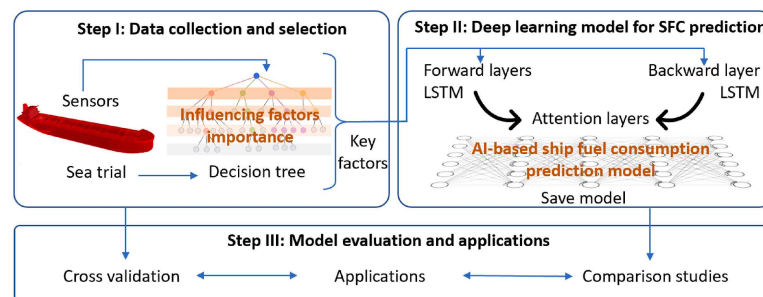 Step I: Data collection and selection
Sensors
Influencing factors
importance
Sea trial
Decision tree
Key
factors
Step II: Deep learning model for SFC prediction
Forward layers
LSTM
Backward layer
LSTM
Attention layers
AI-based ship fuel consumption
prediction model
Save model
Step III: Model evaluation and applications
Cross validation
Applications
Comparison studies